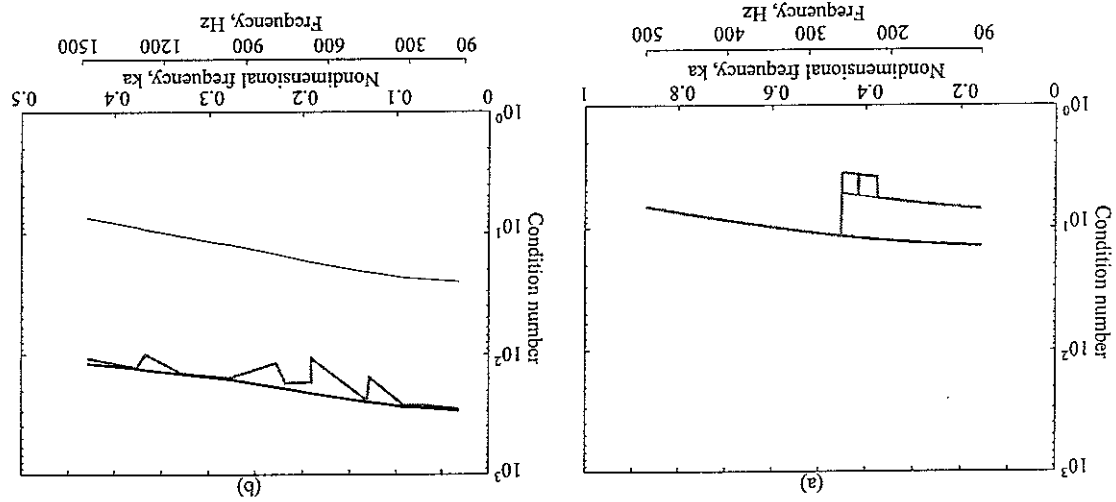 (a)
Condition number
10³
10²
10¹
10⁰
0 0.2 0.4 0.6 0.8 1
Nondimensional frequency, ka
90 200 300 400 500
Frequency, Hz
(b)
Condition number
10³
10²
10¹
10⁰
0 0.1 0.2 0.3 0.4 0.5
Nondimensional frequency, ka
90 300 600 900 1200 1500
Frequency, Hz